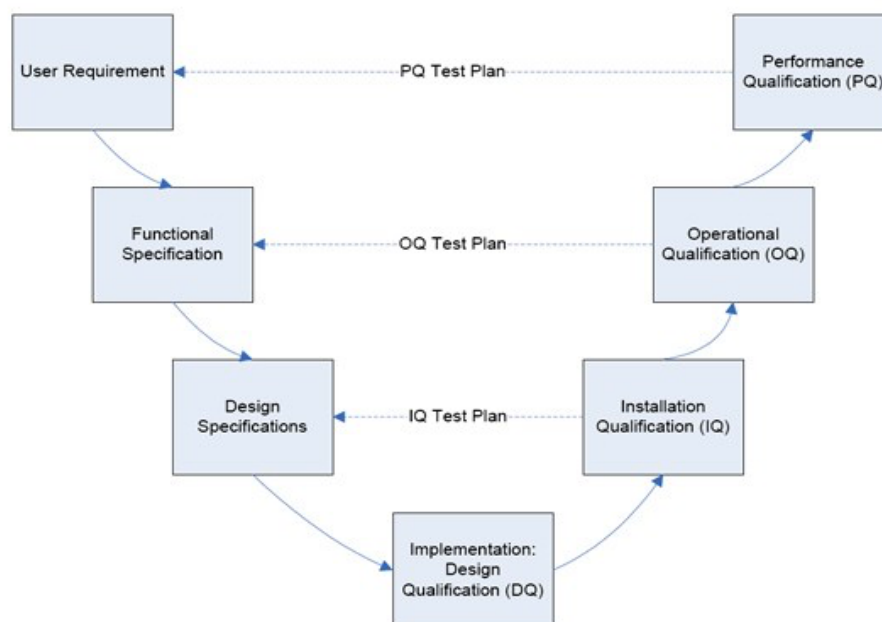 User Requirement
PQ Test Plan
Performance
Qualification (PQ)
Functional
Specification
OQ Test Plan
Operational
Qualification (OQ)
Design
Specifications
IQ Test Plan
Installation
Qualification (IQ)
Implementation:
Design
Qualification (DQ)